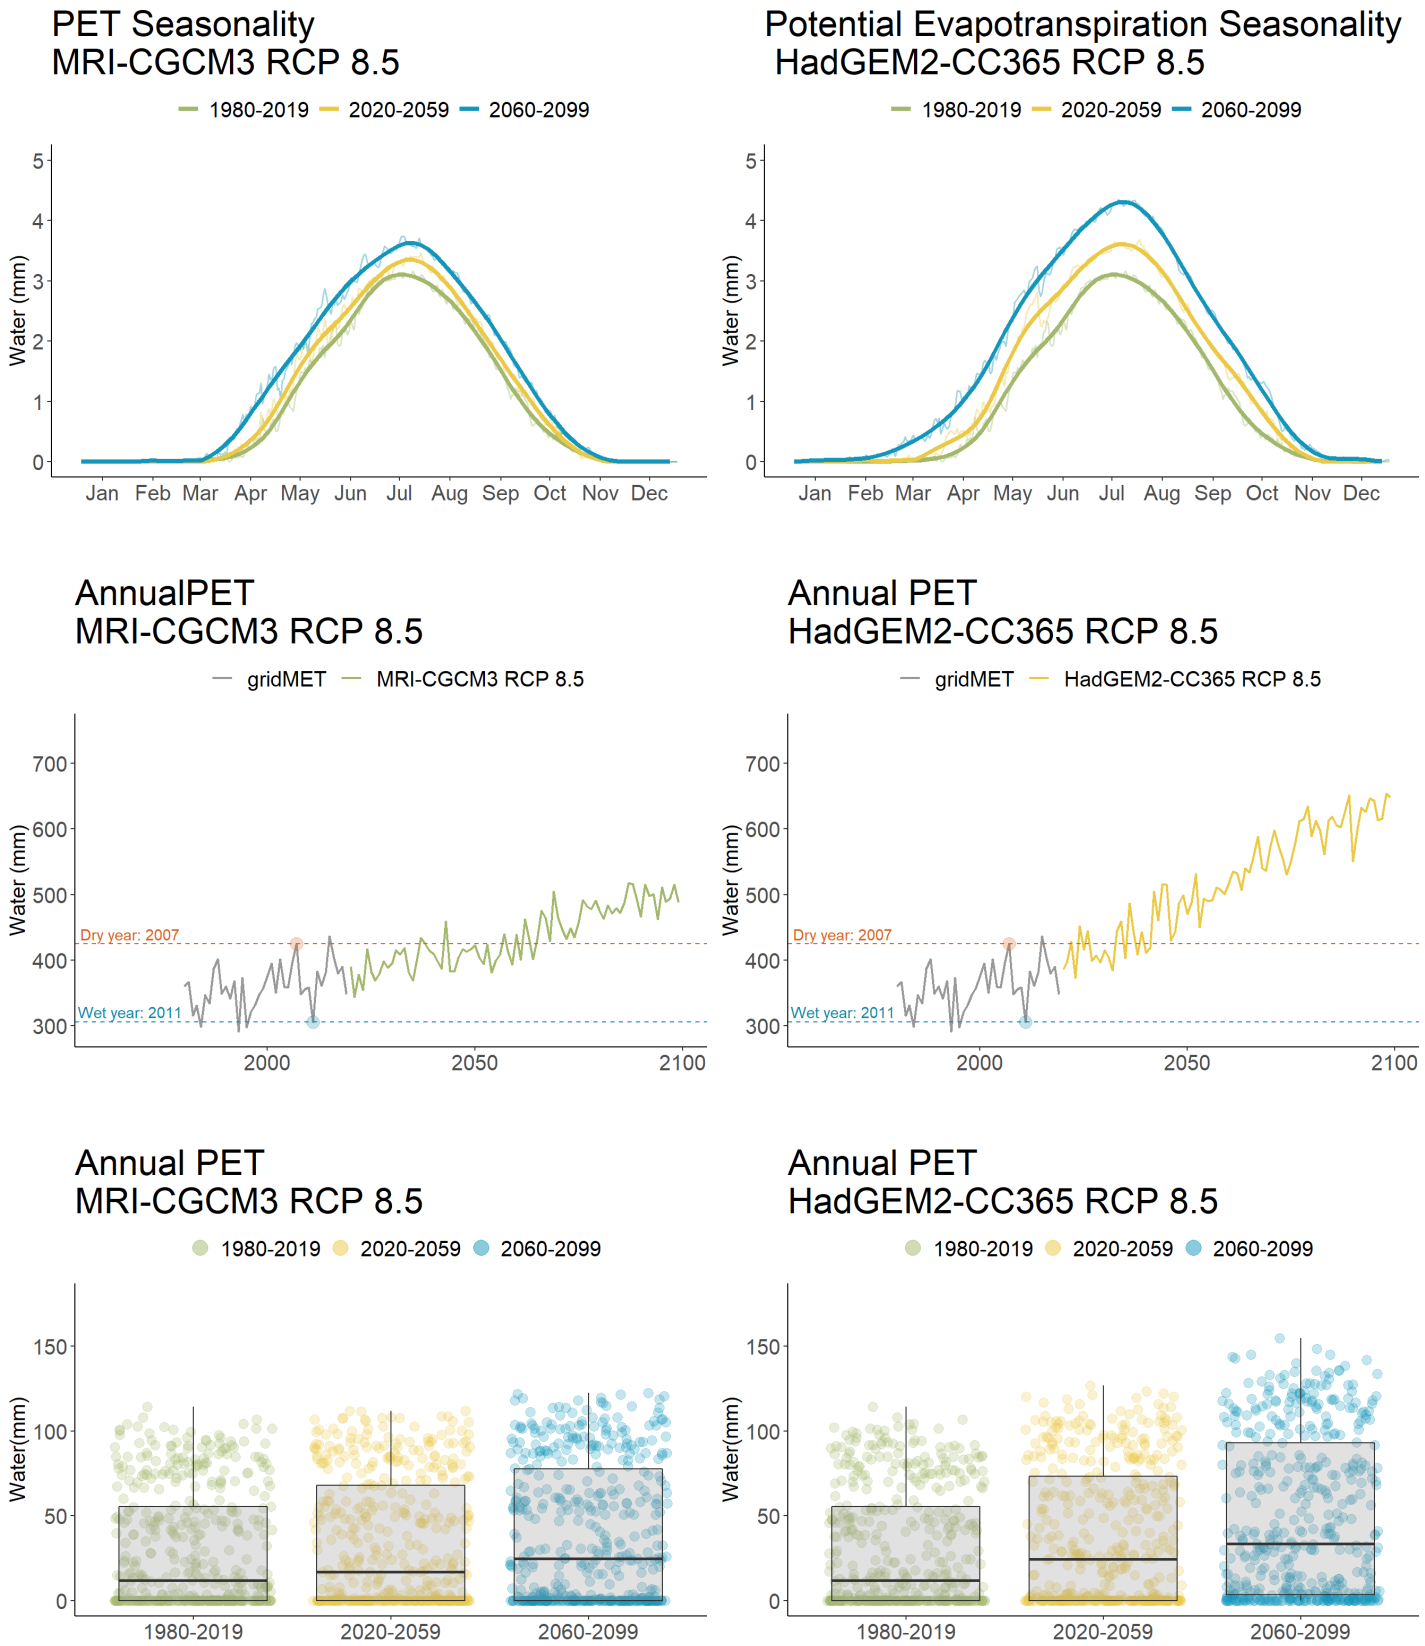 PET Seasonality
MRI-CGCM3 RCP 8.5
1980-2019 2020-2059 2060-2099
5
4
3
2
1
0
Water (mm)
Jan Feb Mar Apr May Jun Jul Aug Sep Oct Nov Dec
Potential Evapotranspiration Seasonality
HadGEM2-CC365 RCP 8.5
1980-2019 2020-2059 2060-2099
5
4
3
2
1
0
Water (mm)
Jan Feb Mar Apr May Jun Jul Aug Sep Oct Nov Dec
AnnualPET
MRI-CGCM3 RCP 8.5
gridMET MRI-CGCM3 RCP 8.5
700
600
500
400
300
Water (mm)
Dry year: 2007
Wet year: 2011
2000 2050 2100
Annual PET
HadGEM2-CC365 RCP 8.5
gridMET HadGEM2-CC365 RCP 8.5
700
600
500
400
300
Water (mm)
Dry year: 2007
Wet year: 2011
2000 2050 2100
Annual PET
MRI-CGCM3 RCP 8.5
1980-2019 2020-2059 2060-2099
150
100
50
0
Water(mm)
1980-2019 2020-2059 2060-2099
Annual PET
HadGEM2-CC365 RCP 8.5
1980-2019 2020-2059 2060-2099
150
100
50
0
Water(mm)
1980-2019 2020-2059 2060-2099